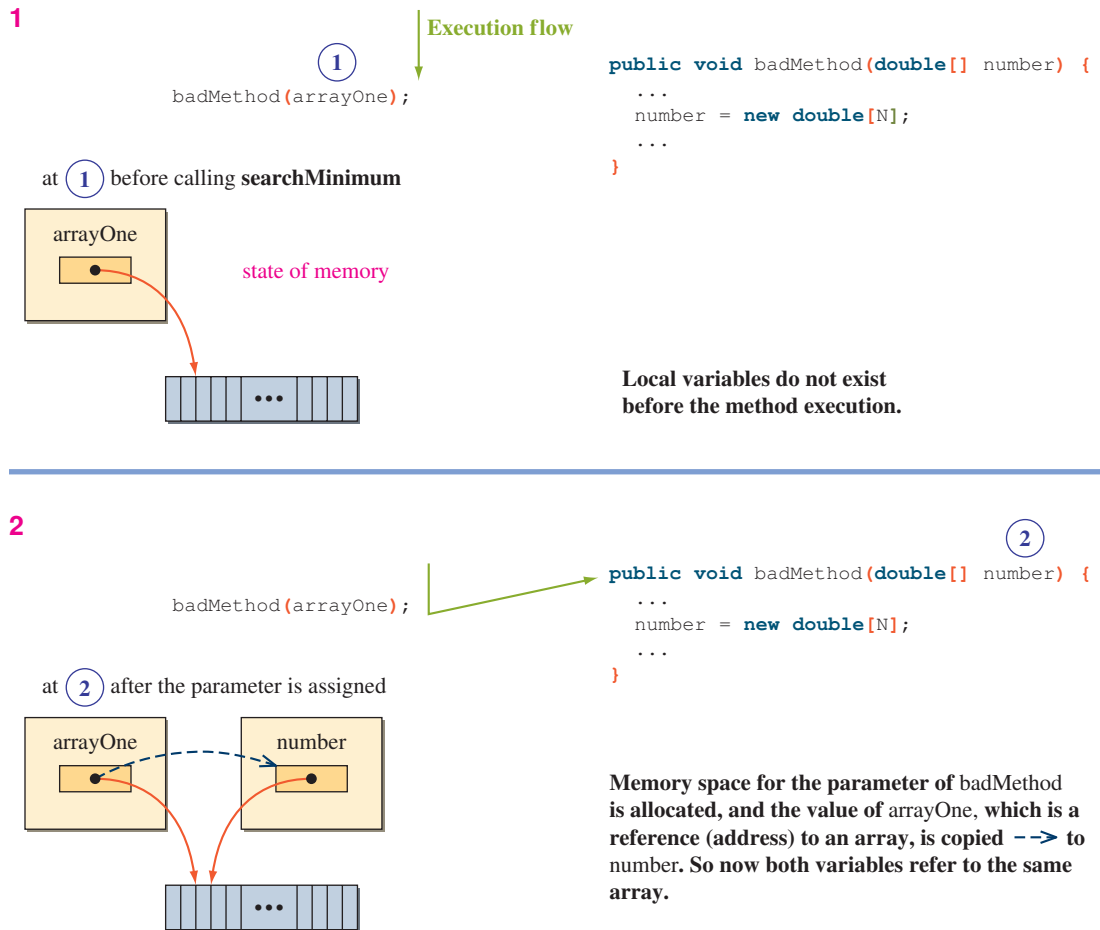 1
Execution flow
1
badMethod(arrayOne);
public void badMethod(double[] number) {
...
number = new double[N];
...
}
at 1 before calling searchMinimum
arrayOne
state of memory
•••
Local variables do not exist
before the method execution.
2
2
badMethod(arrayOne);
public void badMethod(double[] number) {
...
number = new double[N];
...
}
at 2 after the parameter is assigned
arrayOne
number
•••
Memory space for the parameter of badMethod
is allocated, and the value of arrayOne, which is a
reference (address) to an array, is copied --> to
number. So now both variables refer to the same
array.